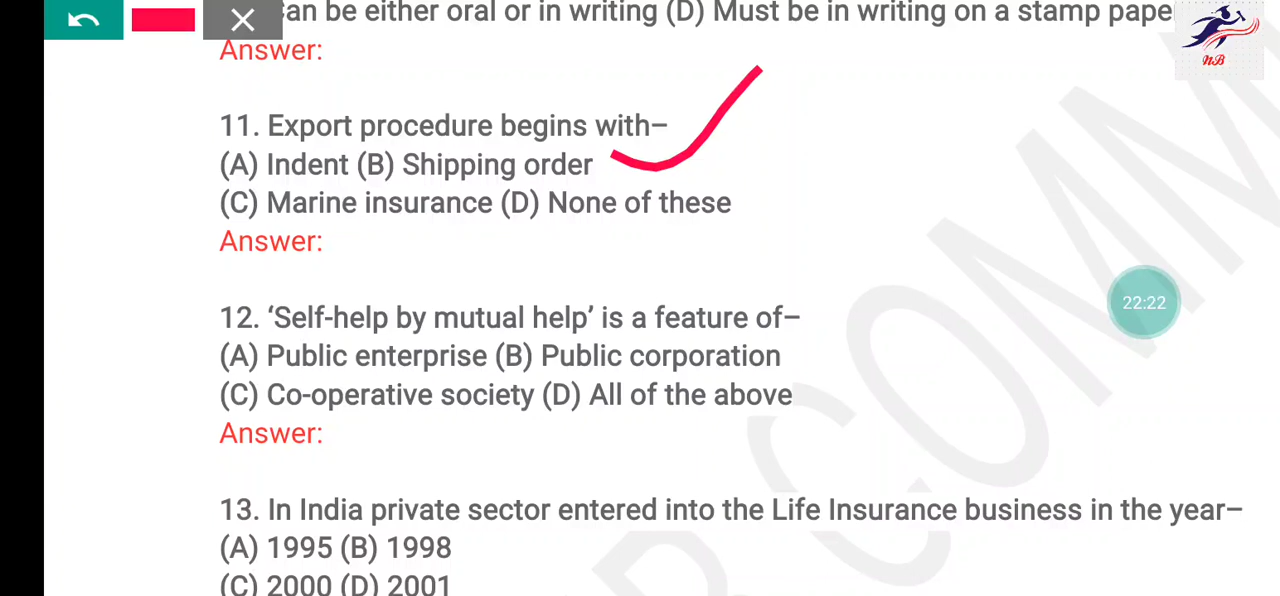 can be either oral or in writing (D) Must be in writing on a stamp pape
Answer:
11. Export procedure begins with–
(A) Indent (B) Shipping order
(C) Marine insurance (D) None of these
Answer:
22:22
12. ‘Self-help by mutual help’ is a feature of–
(A) Public enterprise (B) Public corporation
(C) Co-operative society (D) All of the above
Answer:
13. In India private sector entered into the Life Insurance business in the year–
(A) 1995 (B) 1998
(C) 2000 (D) 2001
NB